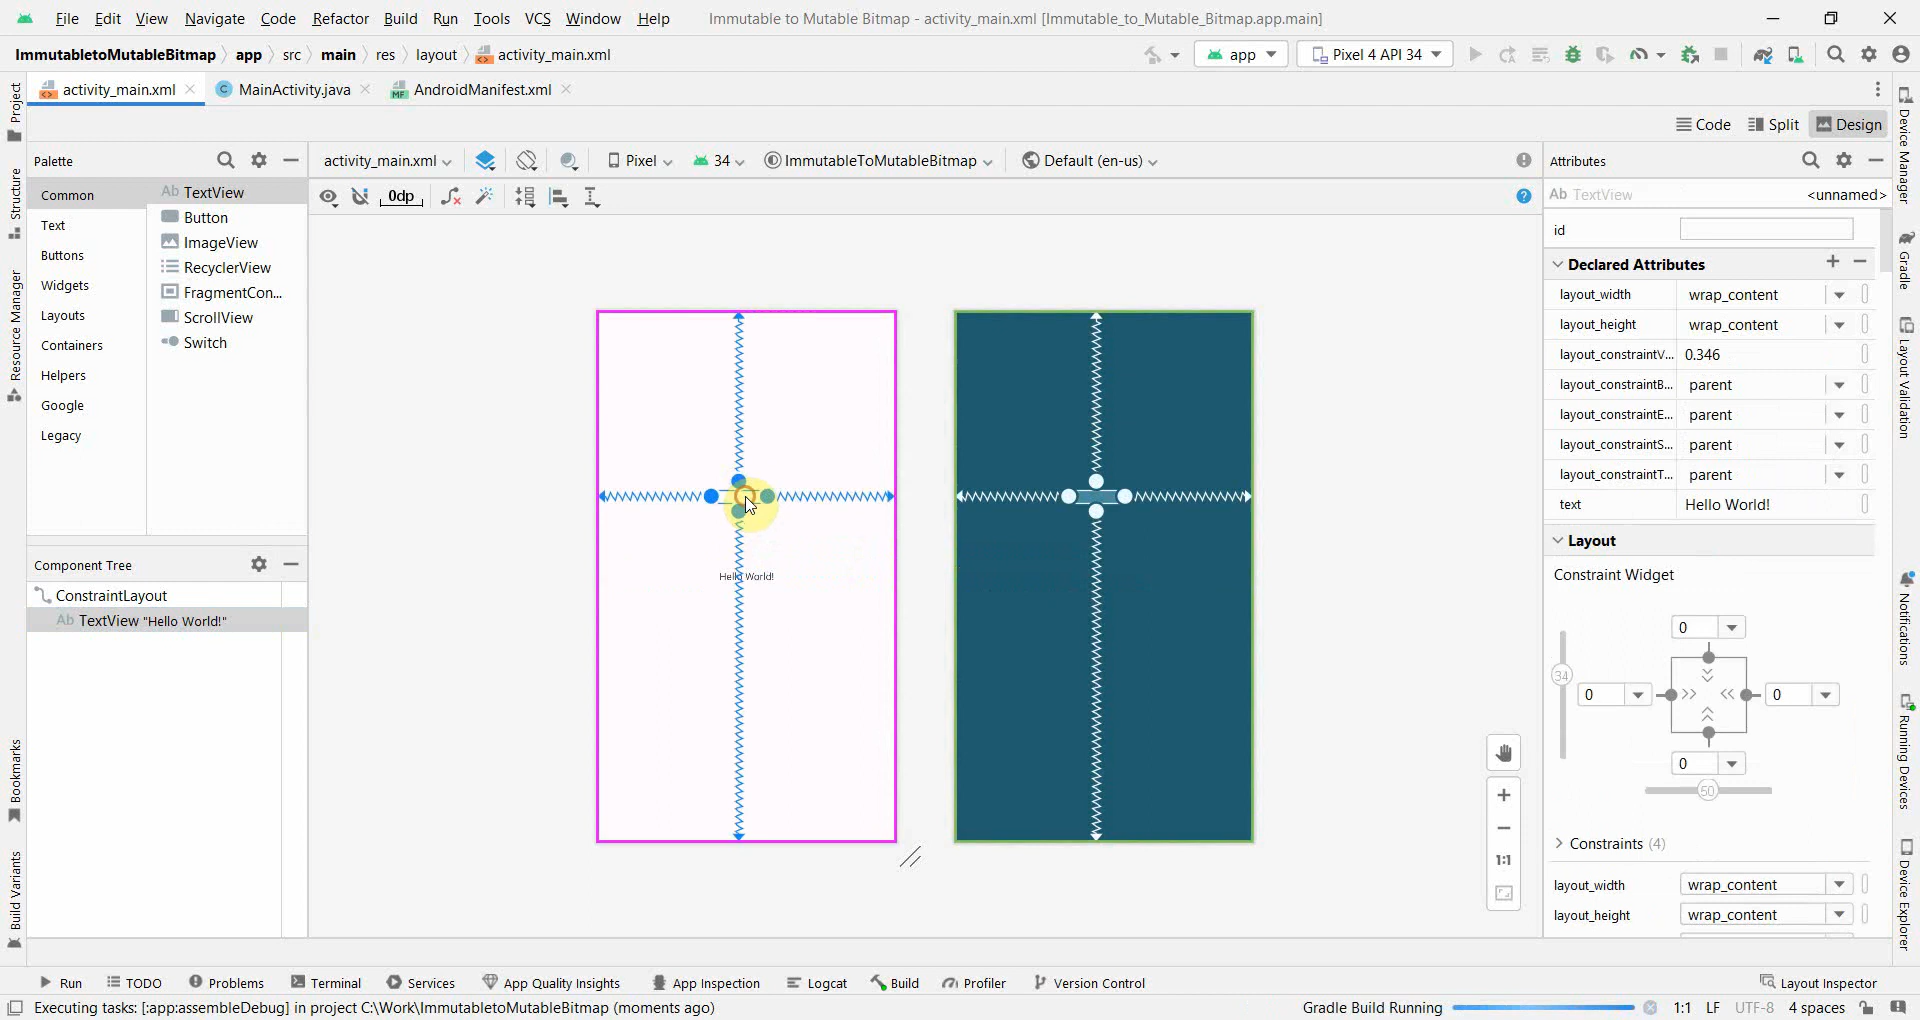 File Edit View Navigate Code Refactor Build Run Tools VCS Window Help Immutable to Mutable Bitmap - activity_main.xml [Immutable_to_Mutable_Bitmap.app.main]
ImmutabletoMutableBitmap app src main res layout activity_main.xml app Pixel 4 API 34
activity_main.xml MainActivity.java AndroidManifest.xml
Code Split Design
Palette activity_main.xml Pixel 34 ImmutableToMutableBitmap Default (en-us) Attributes
Common Ab TextView 0dp Ab TextView <unnamed>
Text Button
Buttons ImageView
Widgets RecyclerView
Layouts FragmentCon...
Containers ScrollView
Helpers Switch
Google
Legacy
id
Declared Attributes
layout_width wrap_content
layout_height wrap_content
layout_constraintV... 0.346
layout_constraintB... parent
layout_constraintE... parent
layout_constraintS... parent
layout_constraintT... parent
text Hello World!
Layout
Constraint Widget
0
34
0 0
0
50
Constraints (4)
layout_width wrap_content
layout_height wrap_content
Component Tree
ConstraintLayout
Ab TextView "Hello World!"
Hello World!
1:1
Project
Structure
Resource Manager
Bookmarks
Build Variants
Device Manager
Gradle
Layout Validation
Notifications
Running Devices
Device Explorer
Run TODO Problems Terminal Services App Quality Insights App Inspection Logcat Build Profiler Version Control Layout Inspector
Executing tasks: [:app:assembleDebug] in project C:\Work\ImmutabletoMutableBitmap (moments ago) Gradle Build Running 1:1 LF UTF-8 4 spaces